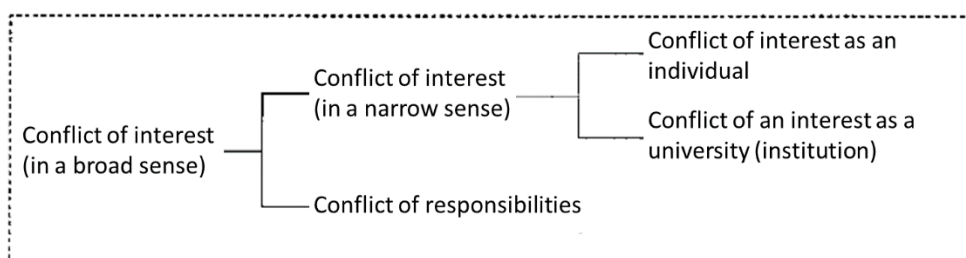 Conflict of interest as an
individual
Conflict of interest
(in a narrow sense)
Conflict of an interest as a
university (institution)
Conflict of interest
(in a broad sense)
Conflict of responsibilities